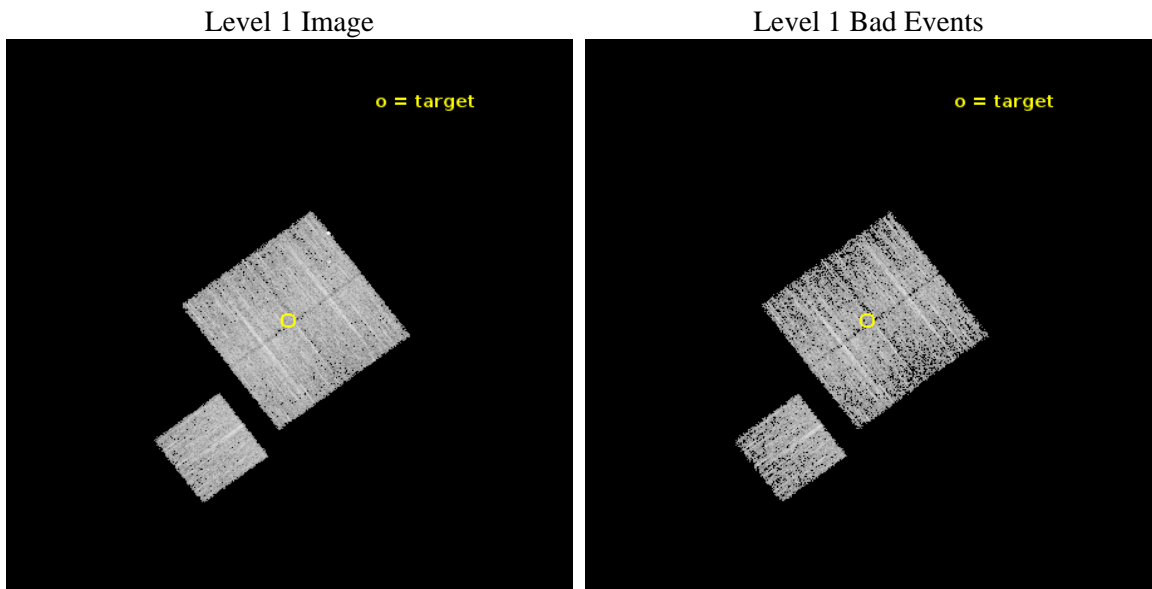 Level 1 Image
Level 1 Bad Events
o = target
o = target